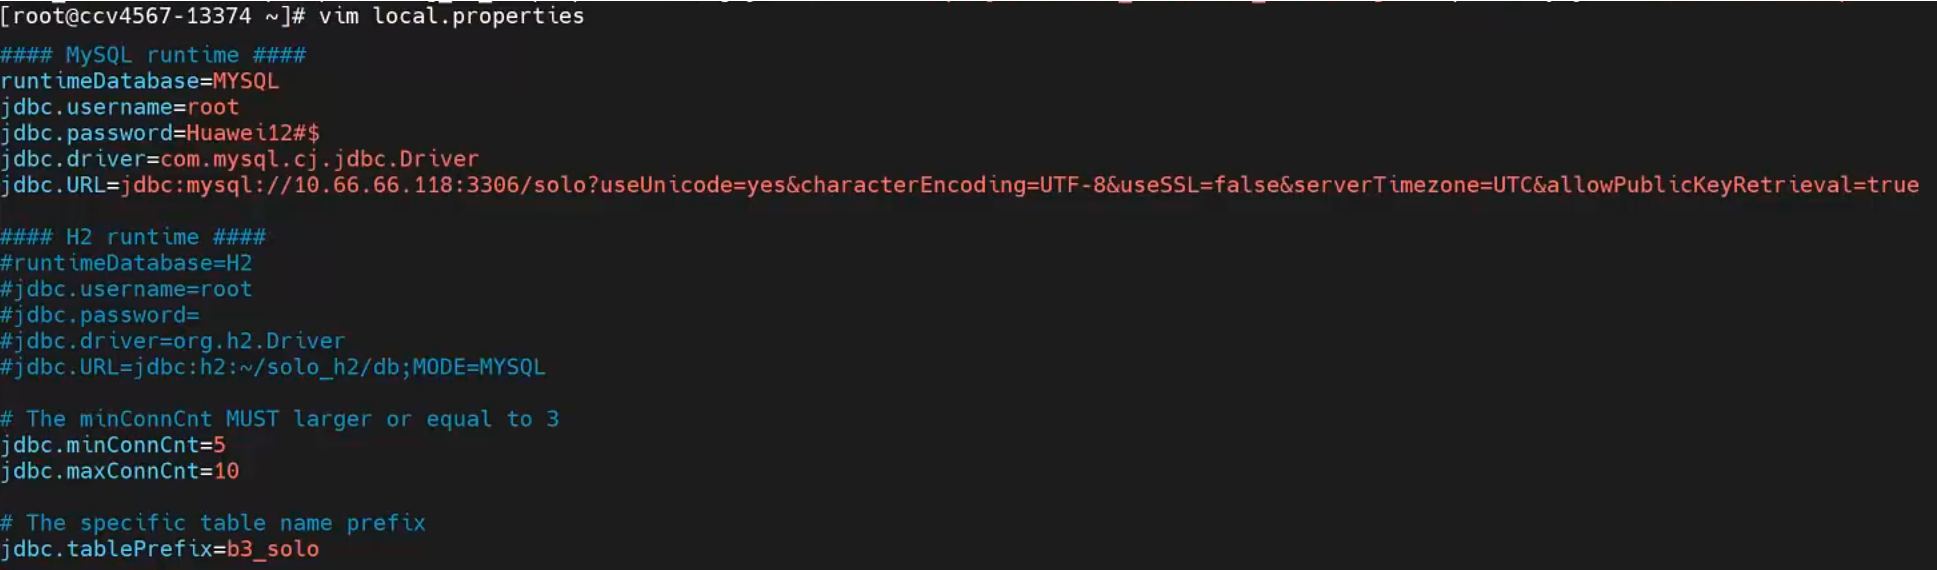 [root@ccv4567-13374 ~]# vim local.properties
#### MySQL runtime ####
runtimeDatabase=MYSQL
jdbc.username=root
jdbc.password=Huawei12#$
jdbc.driver=com.mysql.cj.jdbc.Driver
jdbc.URL=jdbc:mysql://10.66.66.118:3306/solo?useUnicode=yes&characterEncoding=UTF-8&useSSL=false&serverTimezone=UTC&allowPublicKeyRetrieval=true
#### H2 runtime ####
#runtimeDatabase=H2
#jdbc.username=root
#jdbc.password=
#jdbc.driver=org.h2.Driver
#jdbc.URL=jdbc:h2:~/solo_h2/db;MODE=MYSQL
# The minConnCnt MUST larger or equal to 3
jdbc.minConnCnt=5
jdbc.maxConnCnt=10
# The specific table name prefix
jdbc.tablePrefix=b3_solo